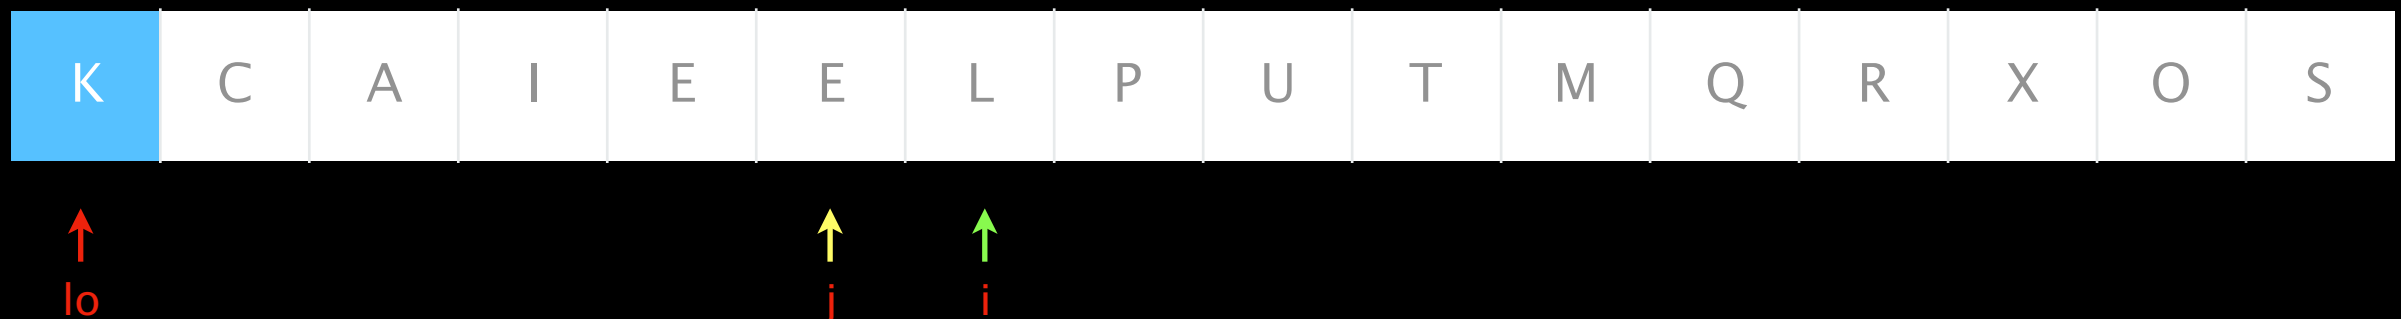 K C A I E E L P U T M Q R X O S
lo j i